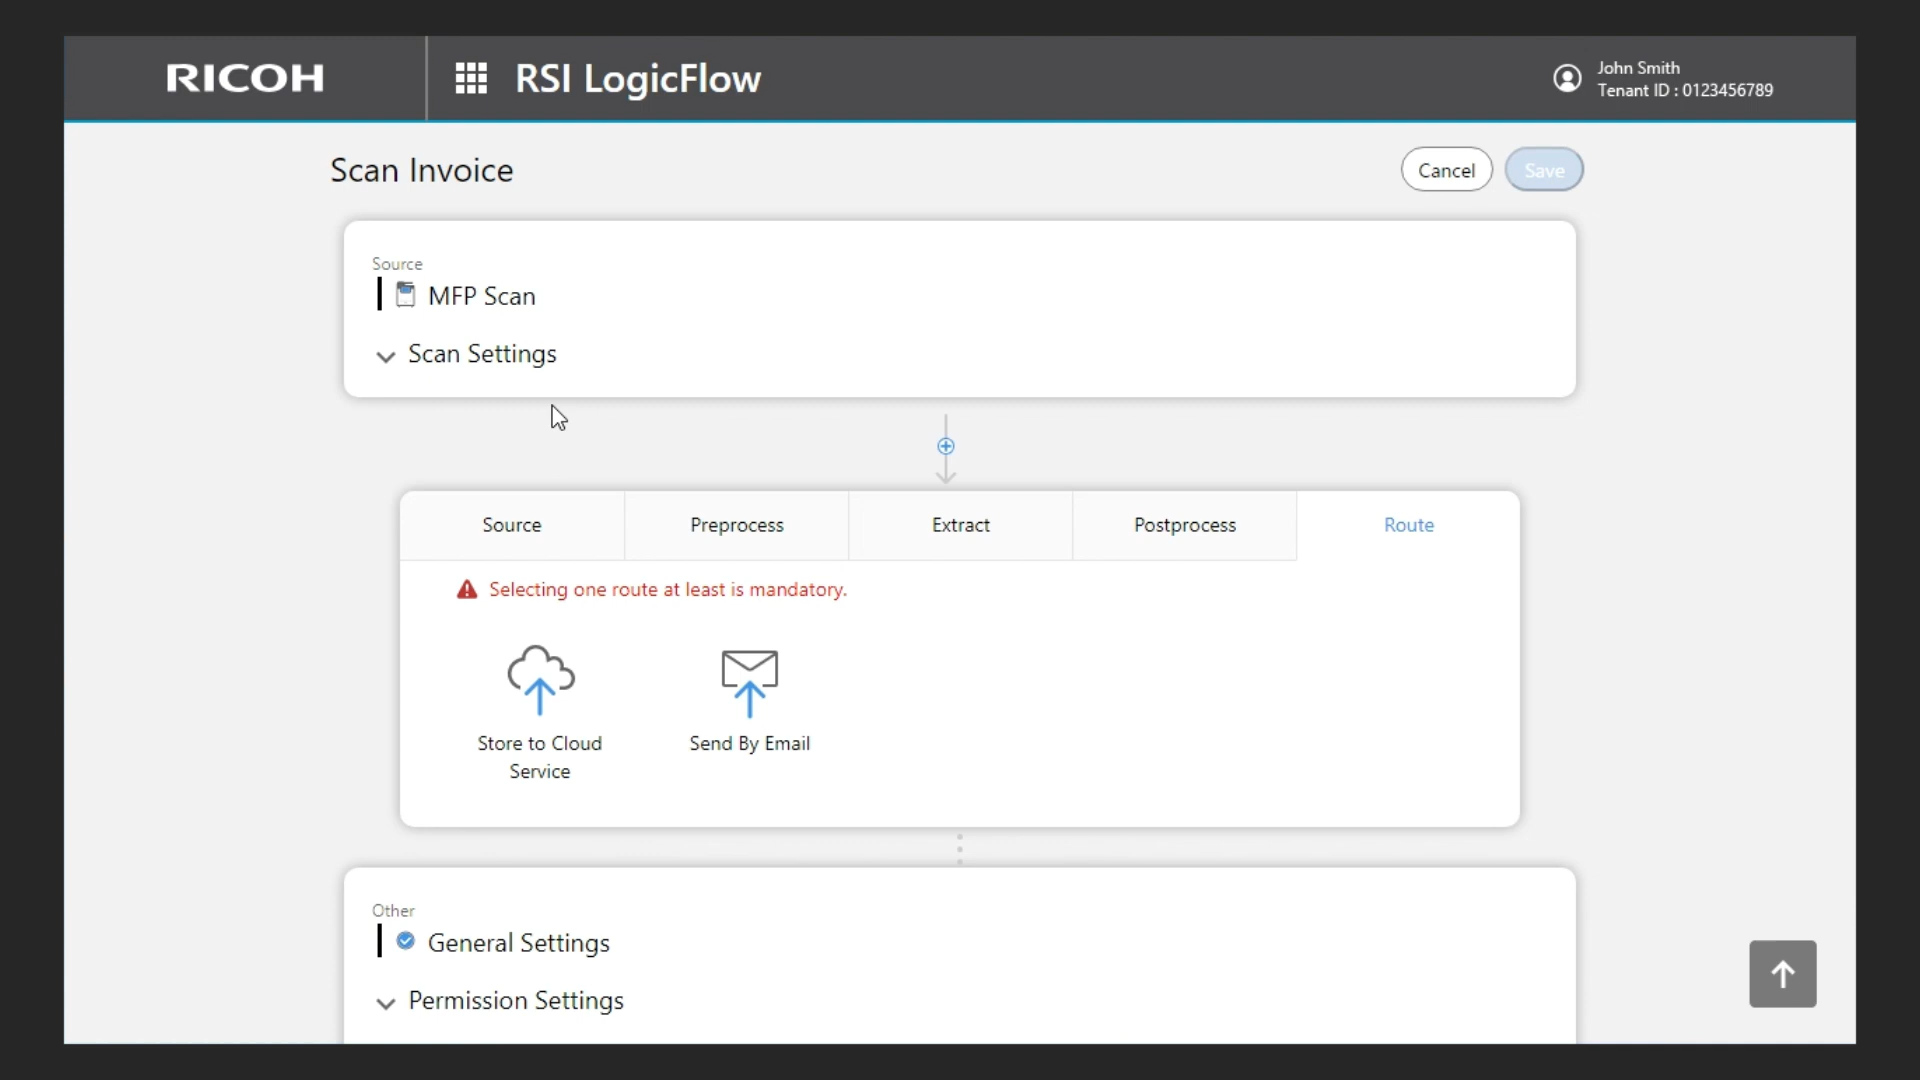 RICOH
RSI LogicFlow
John Smith
Tenant ID : 0123456789
Scan Invoice
Cancel
Save
Source
MFP Scan
Scan Settings
Source
Preprocess
Extract
Postprocess
Route
Selecting one route at least is mandatory.
Store to Cloud
Service
Send By Email
Other
General Settings
Permission Settings